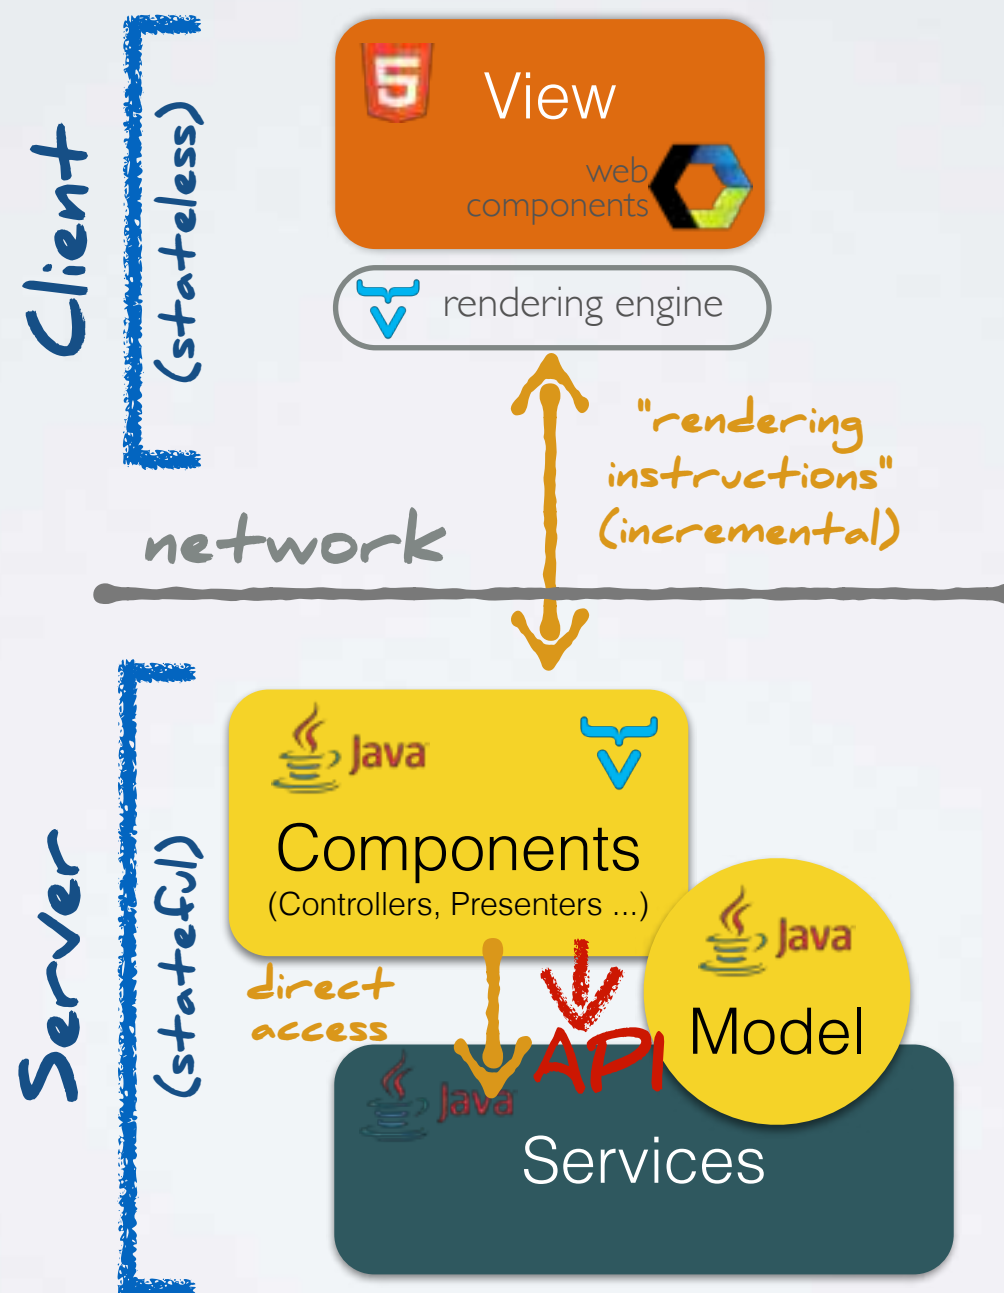 Client
(stateless)
5
View
web
components
rendering engine
"rendering
instructions"
(incremental)
network
Server
(stateful)
Java
Components
(Controllers, Presenters ...)
Java
Model
direct
access
API
Java
Services